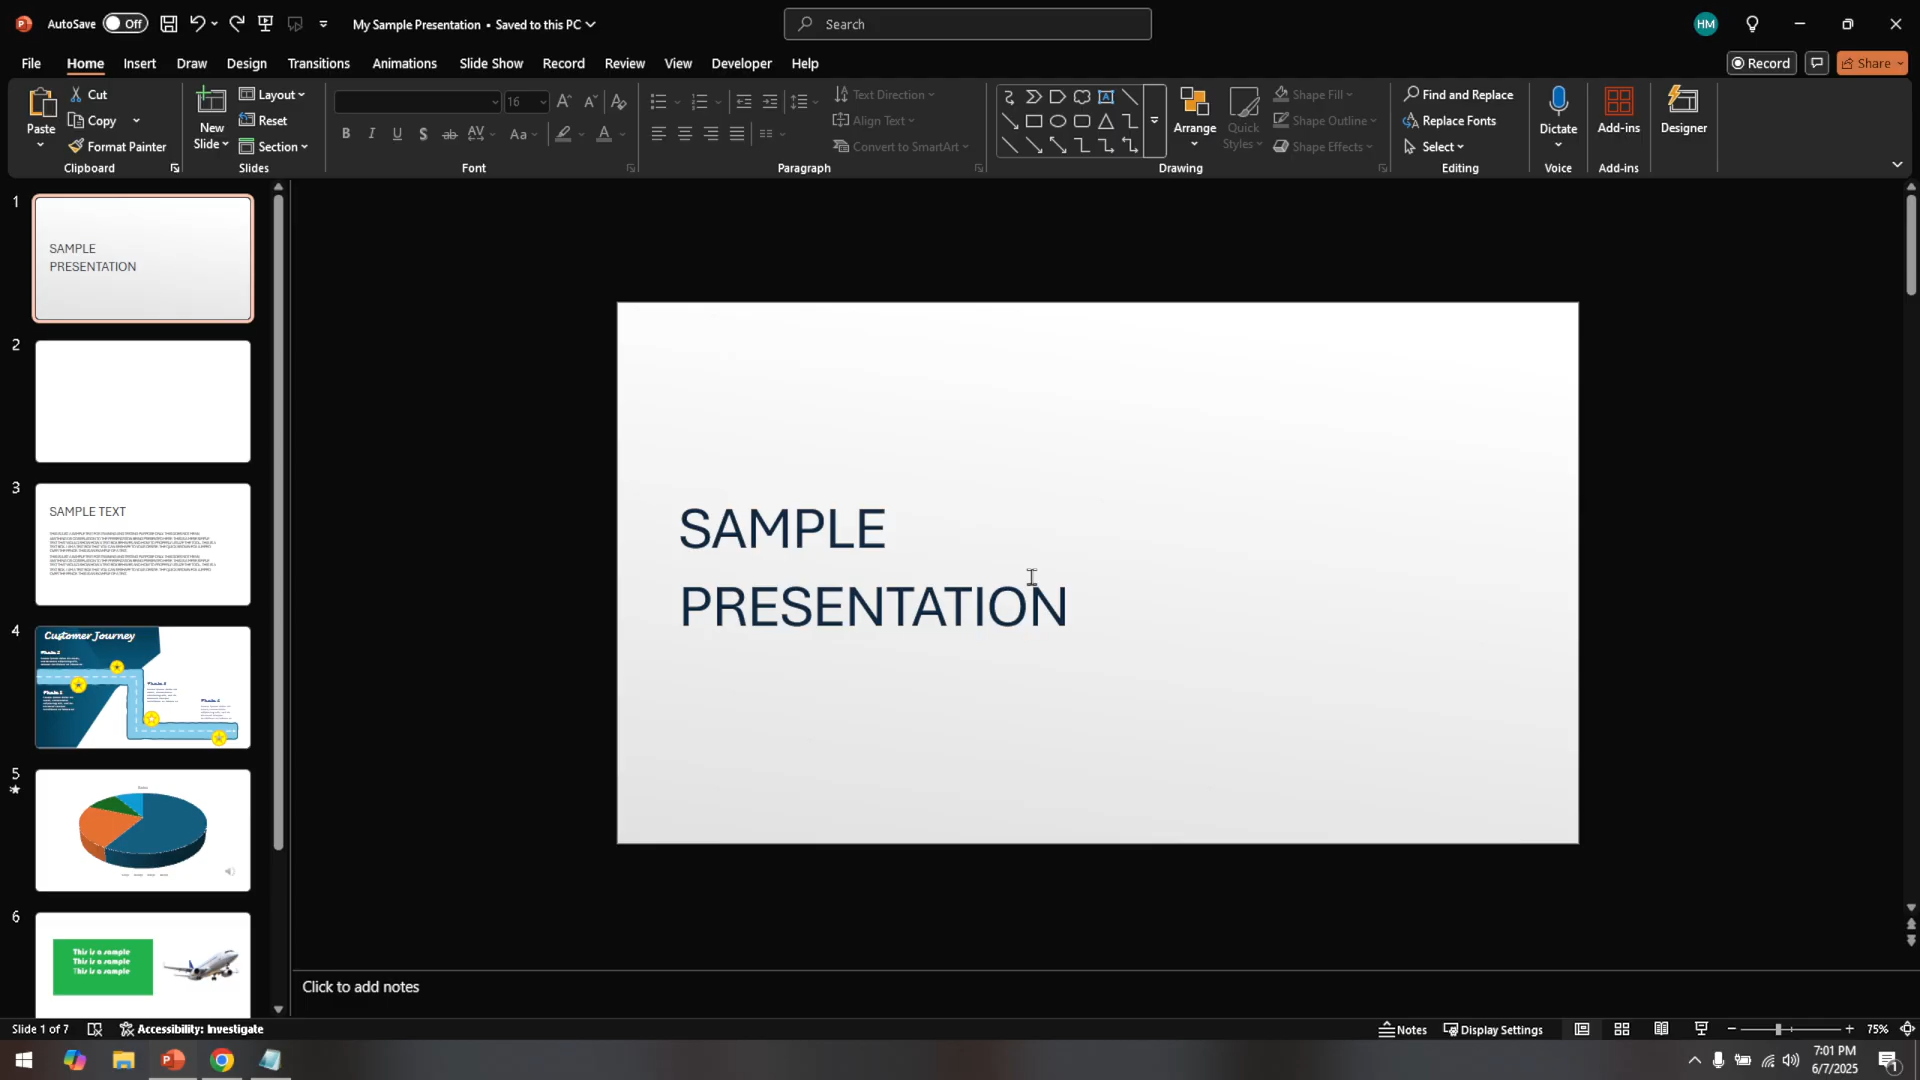 AutoSave Off
My Sample Presentation • Saved to this PC
Search
HM
File Home Insert Draw Design Transitions Animations Slide Show Record Review View Developer Help
Record Share
Paste
Cut
Copy
Format Painter
Clipboard
New
Slide
Layout
Reset
Section
Slides
16
Font
Text Direction
Align Text
Convert to SmartArt
Paragraph
Arrange
Quick
Styles
Shape Fill
Shape Outline
Shape Effects
Drawing
Find and Replace
Replace Fonts
Select
Editing
Dictate
Voice
Add-ins
Add-ins
Designer
1
SAMPLE
PRESENTATION
2
3
SAMPLE TEXT
4
Customer Journey
5
6
This is a sample
This is a sample
This is a sample
SAMPLE
PRESENTATION
Click to add notes
Slide 1 of 7
Accessibility: Investigate
Notes
Display Settings
75%
7:01 PM
6/7/2025
1